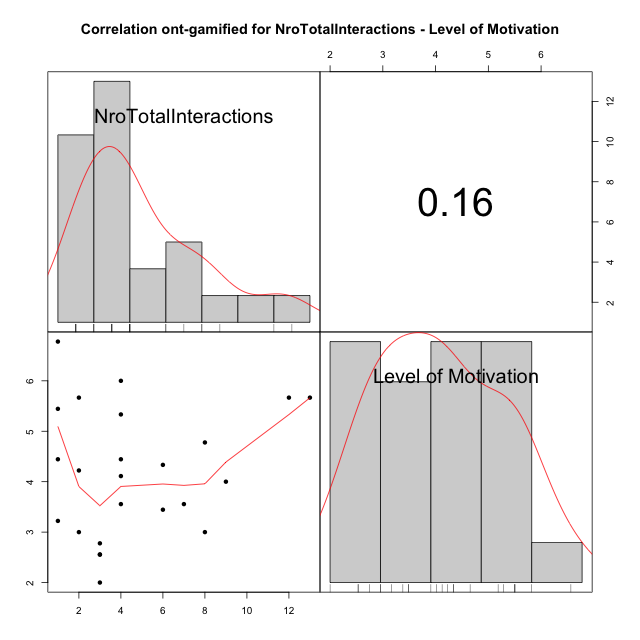 Correlation ont-gamified for NroTotalInteractions - Level of Motivation
2 3 4 5 6
NroTotalInteractions
0.16
12
10
8
6
4
2
Level of Motivation
6
5
4
3
2
2 4 6 8 10 12